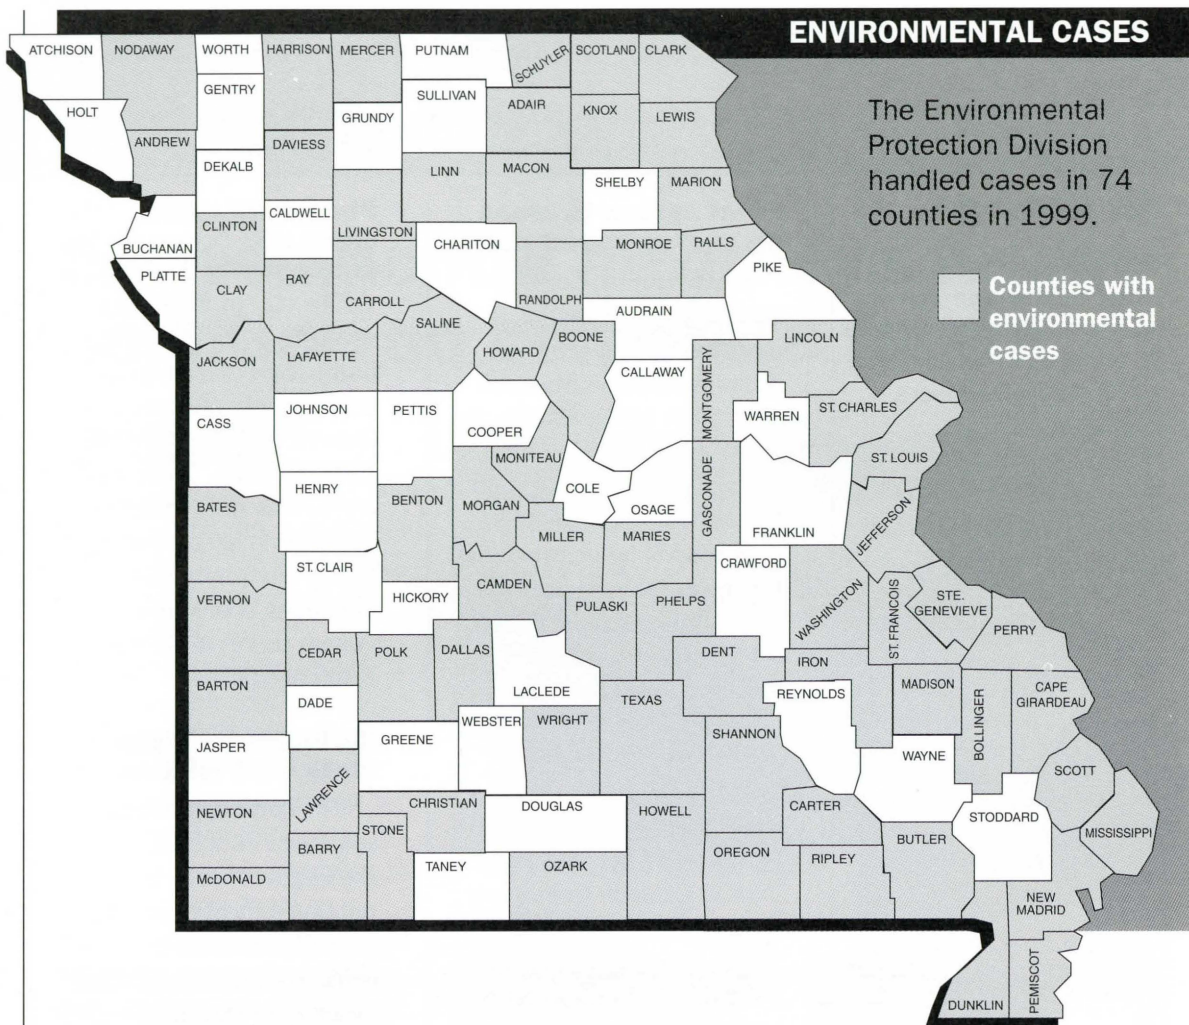 ENVIRONMENTAL CASES
The Environmental
Protection Division
handled cases in 74
counties in 1999.
Counties with
environmental
cases
ATCHISON
NODAWAY
WORTH
HARRISON
MERCER
PUTNAM
SCHUYLER
SCOTLAND
CLARK
GENTRY
SULLIVAN
ADAIR
KNOX
LEWIS
HOLT
ANDREW
DAVIESS
GRUNDY
DEKALB
LINN
MACON
SHELBY
MARION
CALDWELL
CLINTON
LIVINGSTON
CHARITON
MONROE
RALLS
BUCHANAN
PLATTE
CLAY
RAY
CARROLL
RANDOLPH
AUDRAIN
PIKE
SALINE
HOWARD
BOONE
LINCOLN
JACKSON
LAFAYETTE
CALLAWAY
MONTGOMERY
WARREN
ST. CHARLES
CASS
JOHNSON
PETTIS
COOPER
MONITEAU
ST. LOUIS
HENRY
BENTON
MORGAN
COLE
OSAGE
GASCONADE
FRANKLIN
JEFFERSON
BATES
MILLER
MARIES
ST. CLAIR
CAMDEN
CRAWFORD
VERNON
HICKORY
PULASKI
PHELPS
WASHINGTON
ST. FRANCOIS
STE.
GENEVIEVE
PERRY
CEDAR
POLK
DALLAS
DENT
IRON
BARTON
DADE
LACLEDE
TEXAS
REYNOLDS
MADISON
BOLLINGER
CAPE
GIRARDEAU
JASPER
GREENE
WEBSTER
WRIGHT
SHANNON
WAYNE
SCOTT
LAWRENCE
NEWTON
CHRISTIAN
DOUGLAS
HOWELL
CARTER
STODDARD
MISSISSIPPI
STONE
BARRY
BUTLER
OREGON
RIPLEY
TANEY
OZARK
McDONALD
NEW
MADRID
PEMISCOT
DUNKLIN